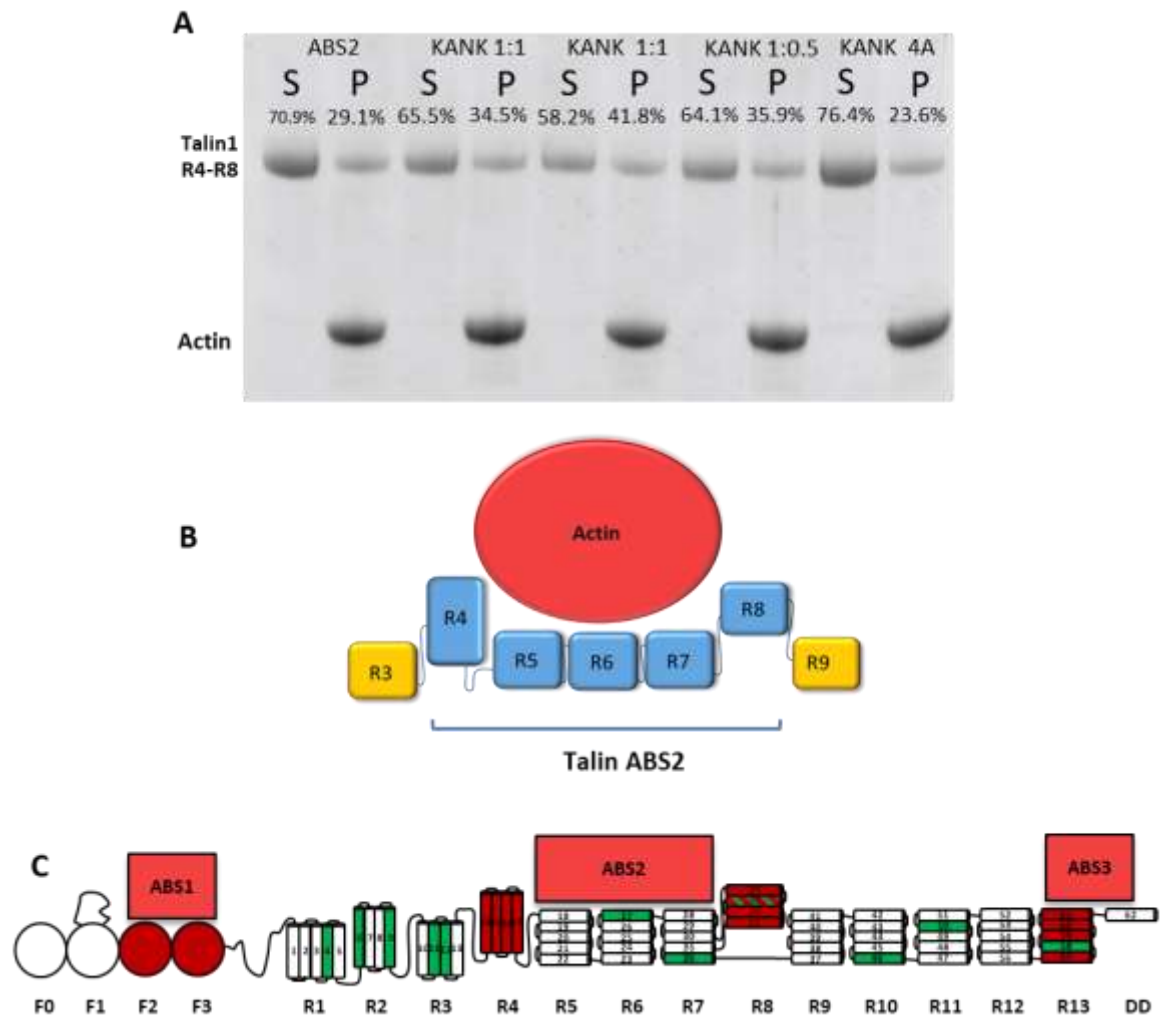 A
ABS2 KANK 1:1 KANK 1:1 KANK 1:0.5 KANK 4A
S P S P S P S P S P
70.9% 29.1% 65.5% 34.5% 58.2% 41.8% 64.1% 35.9% 76.4% 23.6%
Talin1
R4-R8
Actin
B
Actin
R4
R8
R3
R5 R6 R7
R9
Talin ABS2
C
ABS1
ABS2
ABS3
F0 F1 F2 F3 R1 R2 R3 R4 R5 R6 R7 R8 R9 R10 R11 R12 R13 DD